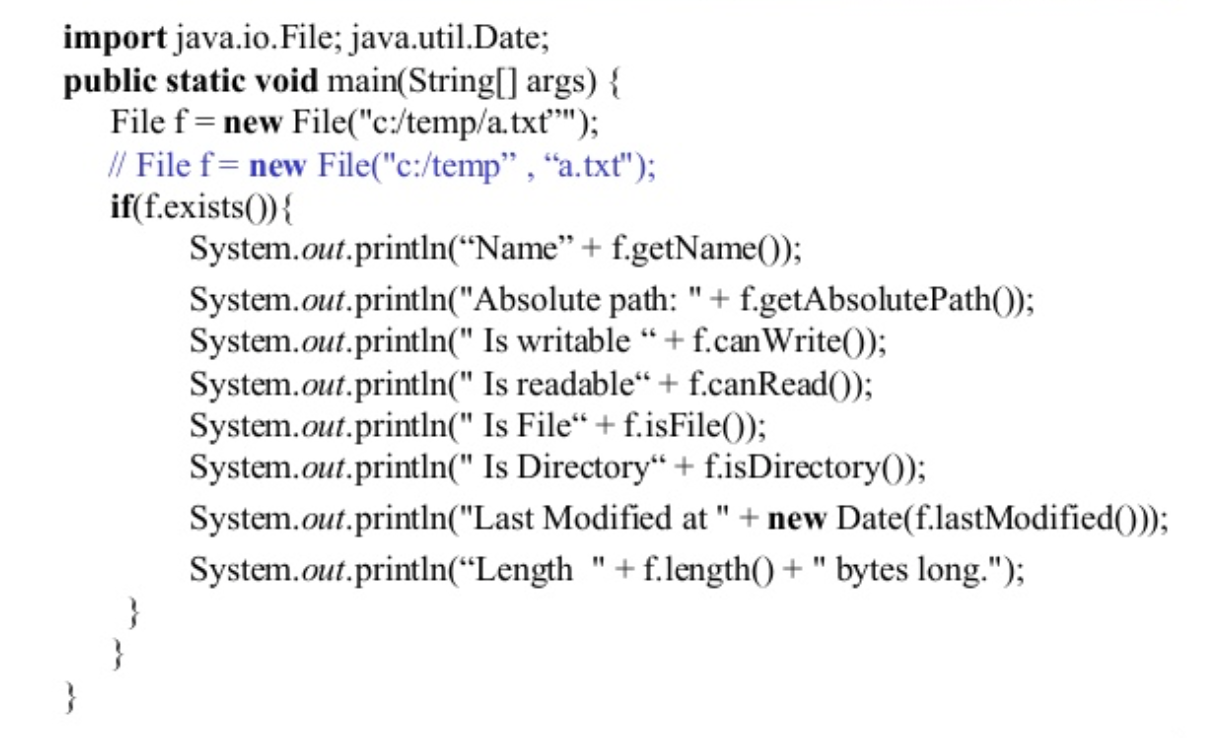 import java.io.File; java.util.Date;
public static void main(String[] args) {
File f = new File("c:/temp/a.txt”");
// File f = new File("c:/temp” , “a.txt");
if(f.exists()){
System.out.println(“Name” + f.getName());
System.out.println("Absolute path: " + f.getAbsolutePath());
System.out.println(" Is writable “ + f.canWrite());
System.out.println(" Is readable“ + f.canRead());
System.out.println(" Is File“ + f.isFile());
System.out.println(" Is Directory“ + f.isDirectory());
System.out.println("Last Modified at " + new Date(f.lastModified()));
System.out.println(“Length  " + f.length() + " bytes long.");
}
}
}